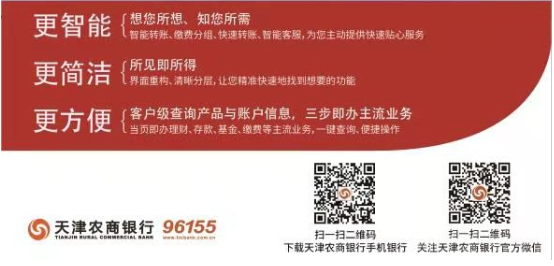 更智能
想您所想、知您所需
智能转账、缴费分组、快速转账、智能客服,为您主动提供快速贴心服务
更简洁
所见即所得
界面重构、清晰分层,让您精准快速地找到想要的功能
更方便
客户级查询产品与账户信息,三步即办主流业务
当页即办理财、存款、基金、缴费等主流业务,一键查询、便捷操作
天津农商银行 96155
TIANJIN RURAL COMMERCIAL BANK www.trcbank.com.cn
扫一扫二维码
下载天津农商银行手机银行
扫一扫二维码
关注天津农商银行官方微信